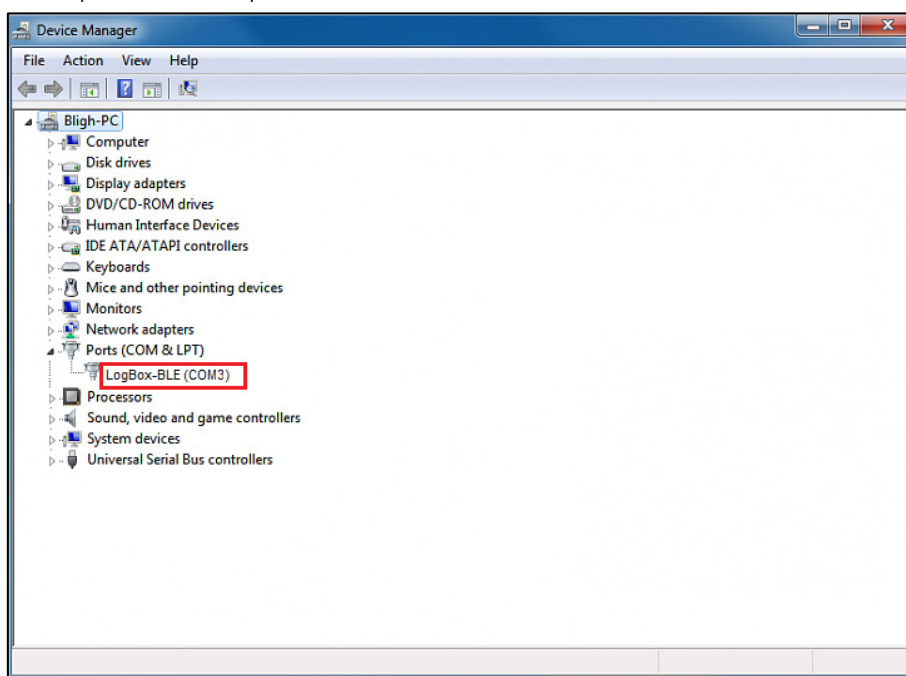 Device Manager
File Action View Help
Bligh-PC
Computer
Disk drives
Display adapters
DVD/CD-ROM drives
Human Interface Devices
IDE ATA/ATAPI controllers
Keyboards
Mice and other pointing devices
Monitors
Network adapters
Ports (COM & LPT)
LogBox-BLE (COM3)
Processors
Sound, video and game controllers
System devices
Universal Serial Bus controllers